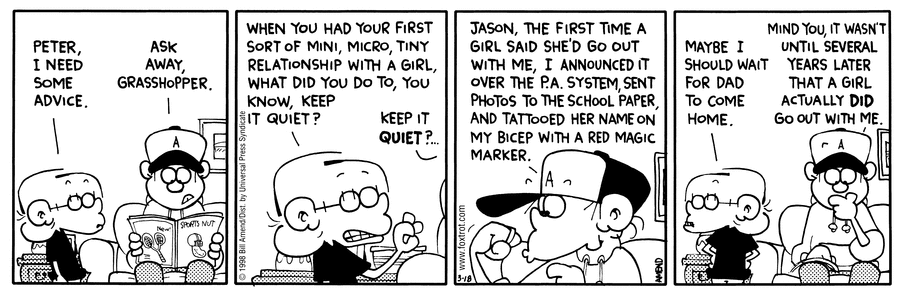 PETER,
I NEED
SOME
ADVICE.
ASK
AWAY,
GRASSHOPPER.
A
New!
SPORTS NUT
WHEN YOU HAD YOUR FIRST
SORT OF MINI, MICRO, TINY
RELATIONSHIP WITH A GIRL,
WHAT DID YOU DO TO, YOU
KNOW, KEEP
IT QUIET?
KEEP IT
QUIET?...
© 1998 Bill Amend/Dist. by Universal Press Syndicate
JASON, THE FIRST TIME A
GIRL SAID SHE'D GO OUT
WITH ME, I ANNOUNCED IT
OVER THE P.A. SYSTEM, SENT
PHOTOS TO THE SCHOOL PAPER,
AND TATTOOED HER NAME ON
MY BICEP WITH A RED MAGIC
MARKER.
A
www.foxtrot.com
3-18
AMEND
MAYBE I
SHOULD WAIT
FOR DAD
TO COME
HOME.
MIND YOU, IT WASN'T
UNTIL SEVERAL
YEARS LATER
THAT A GIRL
ACTUALLY DID
GO OUT WITH ME.
A